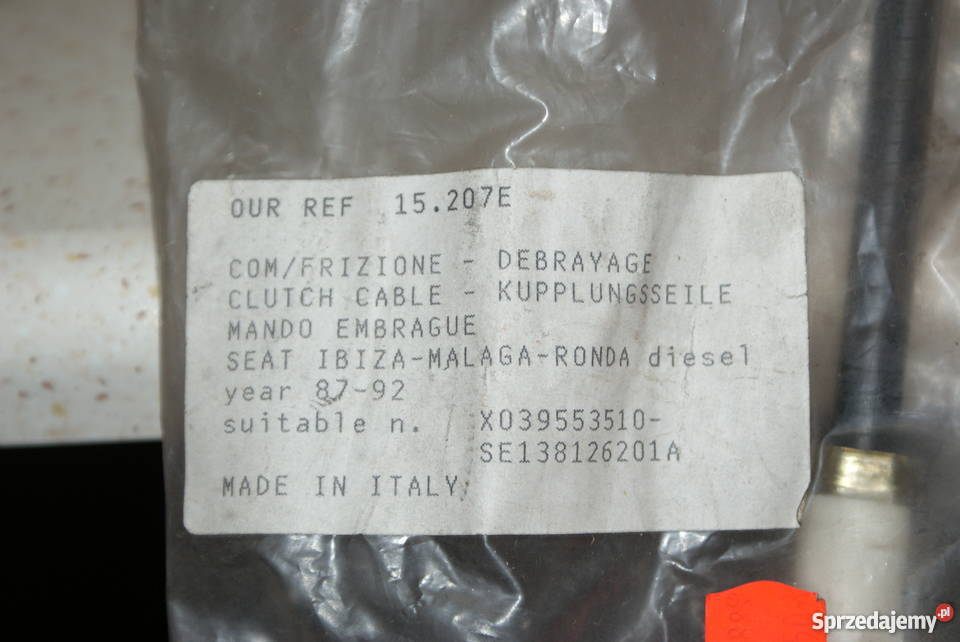 OUR REF 15.207E
COM/FRIZIONE - DEBRAYAGE
CLUTCH CABLE - KUPPLUNGSSEILE
MANDO EMBRAGUE
SEAT IBIZA-MALAGA-RONDA diesel
year 87-92
suitable n. X039553510-
SE138126201A
MADE IN ITALY
Sprzedajemy.pl